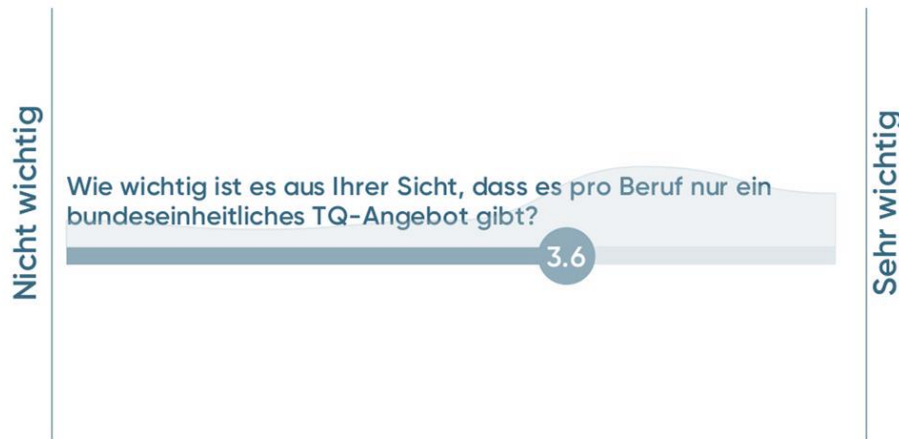 Nicht wichtig
Wie wichtig ist es aus Ihrer Sicht, dass es pro Beruf nur ein
bundeseinheitliches TQ-Angebot gibt?
3.6
Sehr wichtig